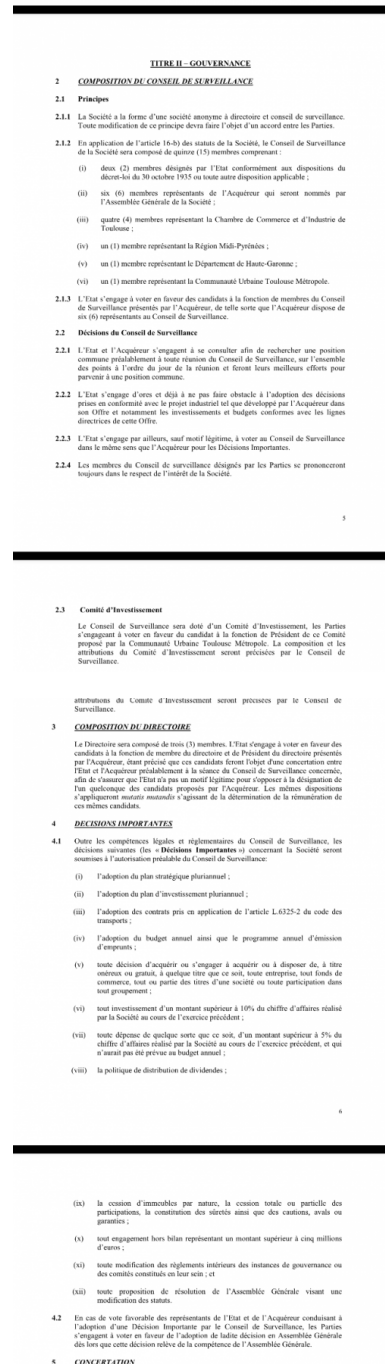 TITRE II – GOUVERNANCE
2 COMPOSITION DU CONSEIL DE SURVEILLANCE
2.1 Principes
2.1.1 La Société a la forme d'une société anonyme à directoire et conseil de surveillance.
Toute modification de ce principe devra faire l'objet d'un accord entre les Parties.
2.1.2 En application de l'article 16-b) des statuts de la Société, le Conseil de Surveillance
de la Société sera composé de quinze (15) membres comprenant :
(i) deux (2) membres désignés par l'Etat conformément aux dispositions du
décret-loi du 30 octobre 1935 ou toute autre disposition applicable ;
(ii) six (6) membres représentants de l'Acquéreur qui seront nommés par
l'Assemblée Générale de la Société ;
(iii) quatre (4) membres représentant la Chambre de Commerce et d'Industrie de
Toulouse ;
(iv) un (1) membre représentant la Région Midi-Pyrénées ;
(v) un (1) membre représentant le Département de Haute-Garonne ;
(vi) un (1) membre représentant la Communauté Urbaine Toulouse Métropole.
2.1.3 L'Etat s'engage à voter en faveur des candidats à la fonction de membres du Conseil
de Surveillance présentés par l'Acquéreur, de telle sorte que l'Acquéreur dispose de
six (6) représentants au Conseil de Surveillance.
2.2 Décisions du Conseil de Surveillance
2.2.1 L'Etat et l'Acquéreur s'engagent à se consulter afin de rechercher une position
commune préalablement à toute réunion du Conseil de Surveillance, sur l'ensemble
des points à l'ordre du jour de la réunion et feront leurs meilleurs efforts pour
parvenir à une position commune.
2.2.2 L'Etat s'engage d'ores et déjà à ne pas faire obstacle à l'adoption des décisions
prises en conformité avec le projet industriel tel que développé par l'Acquéreur dans
son Offre et notamment les investissements et budgets conformes avec les lignes
directrices de cette Offre.
2.2.3 L'Etat s'engage par ailleurs, sauf motif légitime, à voter au Conseil de Surveillance
dans le même sens que l'Acquéreur pour les Décisions Importantes.
2.2.4 Les membres du Conseil de surveillance désignés par les Parties se prononceront
toujours dans le respect de l'intérêt de la Société.
5
2.3 Comité d'Investissement
Le Conseil de Surveillance sera doté d'un Comité d'Investissement, les Parties
s'engageant à voter en faveur du candidat à la fonction de Président de ce Comité
proposé par la Communauté Urbaine Toulouse Métropole. La composition et les
attributions du Comité d'Investissement seront précisées par le Conseil de
Surveillance.
attributions du Comité d'Investissement seront précisées par le Conseil de
Surveillance.
3 COMPOSITION DU DIRECTOIRE
Le Directoire sera composé de trois (3) membres. L'Etat s'engage à voter en faveur des
candidats à la fonction de membre du directoire et de Président du directoire présentés
par l'Acquéreur, étant précisé que ces candidats feront l'objet d'une concertation entre
l'Etat et l'Acquéreur préalablement à la séance du Conseil de Surveillance concernée,
afin de s'assurer que l'Etat n'a pas un motif légitime pour s'opposer à la désignation de
l'un quelconque des candidats proposés par l'Acquéreur. Les mêmes dispositions
s'appliqueront mutatis mutandis s'agissant de la détermination de la rémunération de
ces mêmes candidats.
4 DECISIONS IMPORTANTES
4.1 Outre les compétences légales et réglementaires du Conseil de Surveillance, les
décisions suivantes (les « Décisions Importantes ») concernant la Société seront
soumises à l'autorisation préalable du Conseil de Surveillance:
(i) l'adoption du plan stratégique pluriannuel ;
(ii) l'adoption du plan d'investissement pluriannuel ;
(iii) l'adoption des contrats pris en application de l'article L.6325-2 du code des
transports ;
(iv) l'adoption du budget annuel ainsi que le programme annuel d'émission
d'emprunts ;
(v) toute décision d'acquérir ou s'engager à acquérir ou à disposer de, à titre
onéreux ou gratuit, à quelque titre que ce soit, toute entreprise, tout fonds de
commerce, tout ou partie des titres d'une société ou toute participation dans
tout groupement ;
(vi) tout investissement d'un montant supérieur à 10% du chiffre d'affaires réalisé
par la Société au cours de l'exercice précédent ;
(vii) toute dépense de quelque sorte que ce soit, d'un montant supérieur à 5% du
chiffre d'affaires réalisé par la Société au cours de l'exercice précédent, et qui
n'aurait pas été prévue au budget annuel ;
(viii) la politique de distribution de dividendes ;
6
(ix) la cession d'immeubles par nature, la cession totale ou partielle des
participations, la constitution des sûretés ainsi que des cautions, avals ou
garanties ;
(x) tout engagement hors bilan représentant un montant supérieur à cinq millions
d'euros ;
(xi) toute modification des règlements intérieurs des instances de gouvernance ou
des comités constitués en leur sein ; et
(xii) toute proposition de résolution de l'Assemblée Générale visant une
modification des statuts.
4.2 En cas de vote favorable des représentants de l'Etat et de l'Acquéreur conduisant à
l'adoption d'une Décision Importante par le Conseil de Surveillance, les Parties
s'engagent à voter en faveur de l'adoption de ladite décision en Assemblée Générale
dès lors que cette décision relève de la compétence de l'Assemblée Générale.
5 CONCERTATION